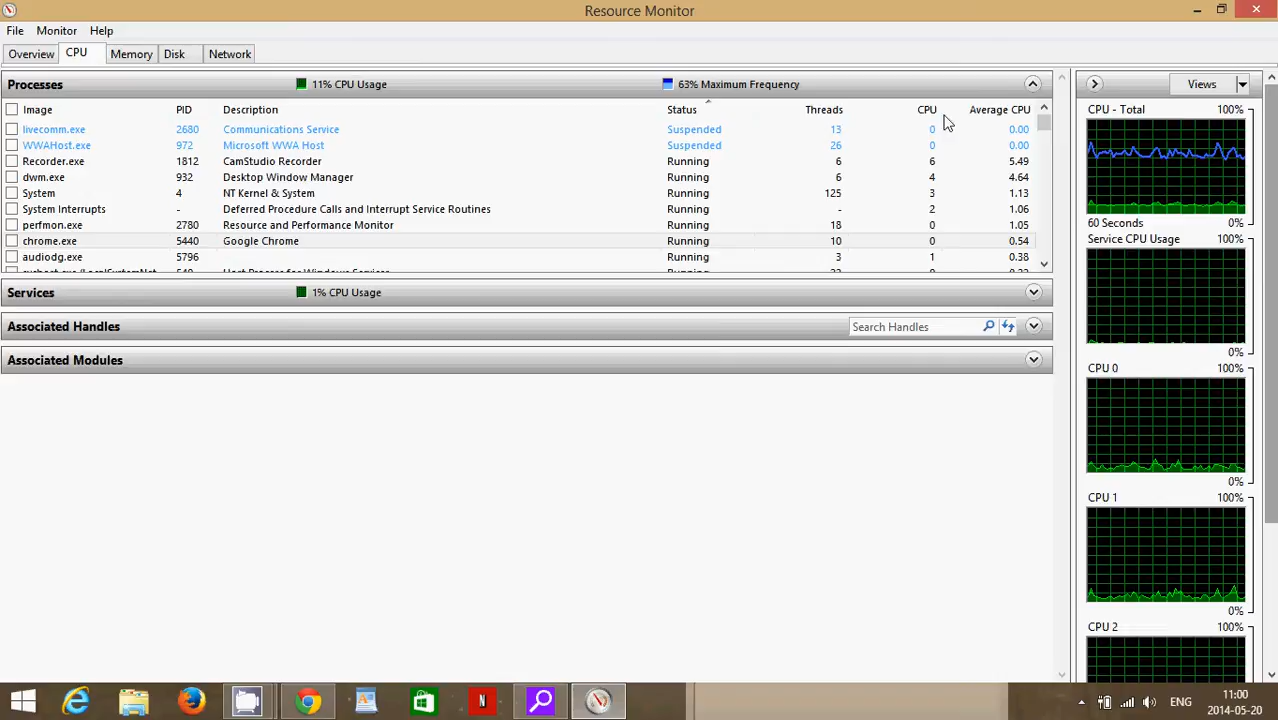 Resource Monitor
File Monitor Help
Overview CPU Memory Disk Network
Processes 11% CPU Usage 63% Maximum Frequency
Image PID Description Status Threads CPU Average CPU
livecomm.exe 2680 Communications Service Suspended 13 0 0.00
WWAHost.exe 972 Microsoft WWA Host Suspended 26 0 0.00
Recorder.exe 1812 CamStudio Recorder Running 6 6 5.49
dwm.exe 932 Desktop Window Manager Running 6 4 4.64
System 4 NT Kernel & System Running 125 3 1.13
System Interrupts - Deferred Procedure Calls and Interrupt Service Routines Running - 2 1.06
perfmon.exe 2780 Resource and Performance Monitor Running 18 0 1.05
chrome.exe 5440 Google Chrome Running 10 0 0.54
audiodg.exe 5796 Running 3 1 0.38
Services 1% CPU Usage
Associated Handles Search Handles
Associated Modules
Views
CPU - Total 100%
60 Seconds 0%
Service CPU Usage 100%
0%
CPU 0 100%
0%
CPU 1 100%
0%
CPU 2 100%
N
ENG
11:00
2014-05-20